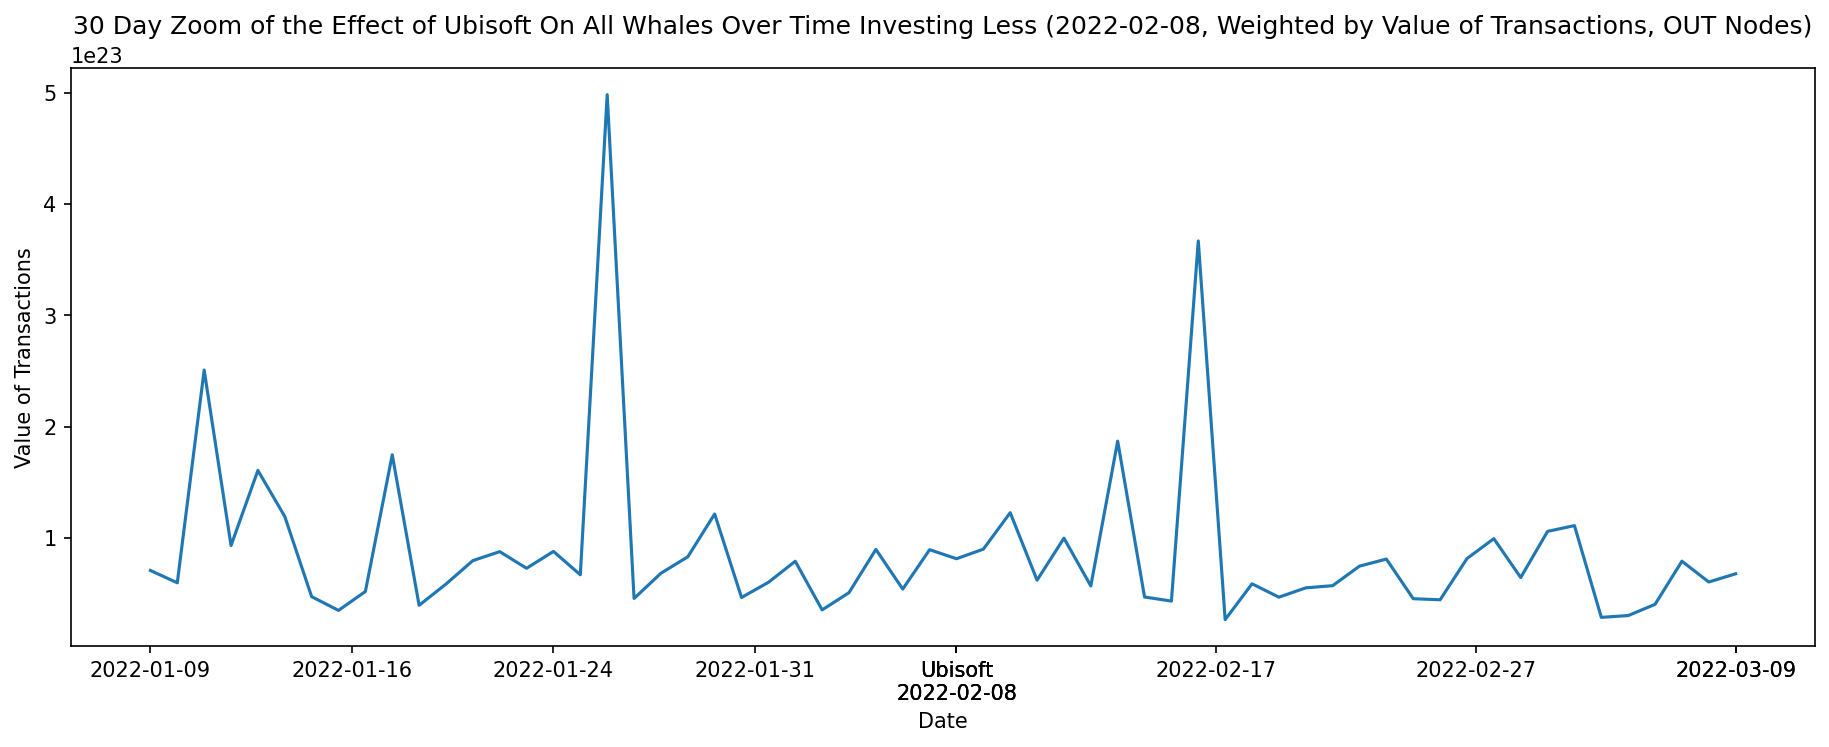 30 Day Zoom of the Effect of Ubisoft On All Whales Over Time Investing Less (2022-02-08, Weighted by Value of Transactions, OUT Nodes)
1e23
5
4
3
2
1
Value of Transactions
2022-01-09 2022-01-16 2022-01-24 2022-01-31 Ubisoft 2022-02-17 2022-02-27 2022-03-09
2022-02-08
Date